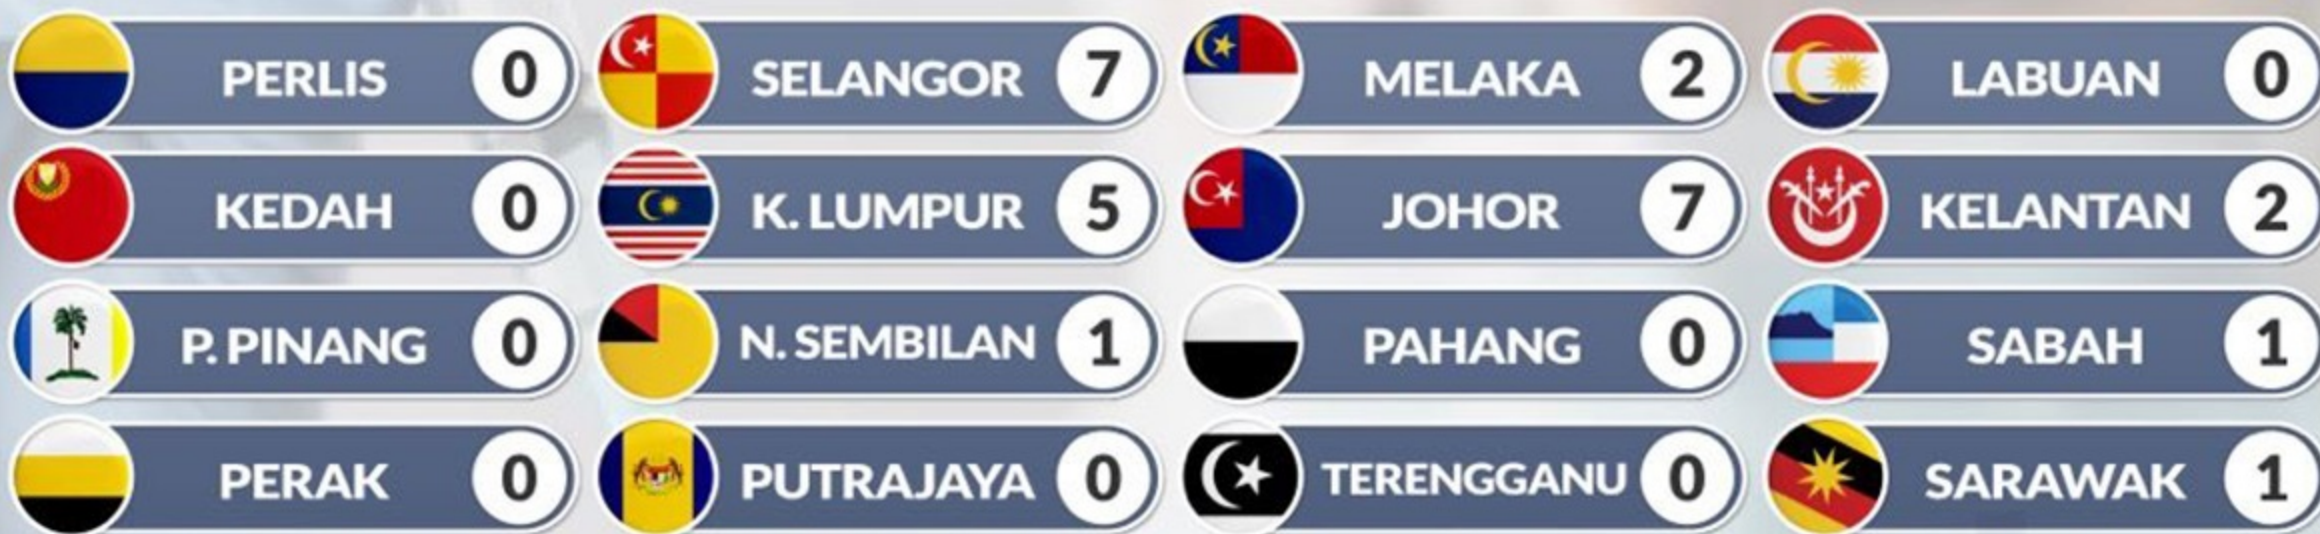 PERLIS 0 SELANGOR 7 MELAKA 2 LABUAN 0
KEDAH 0 K. LUMPUR 5 JOHOR 7 KELANTAN 2
P. PINANG 0 N. SEMBILAN 1 PAHANG 0 SABAH 1
PERAK 0 PUTRAJAYA 0 TERENGGANU 0 SARAWAK 1